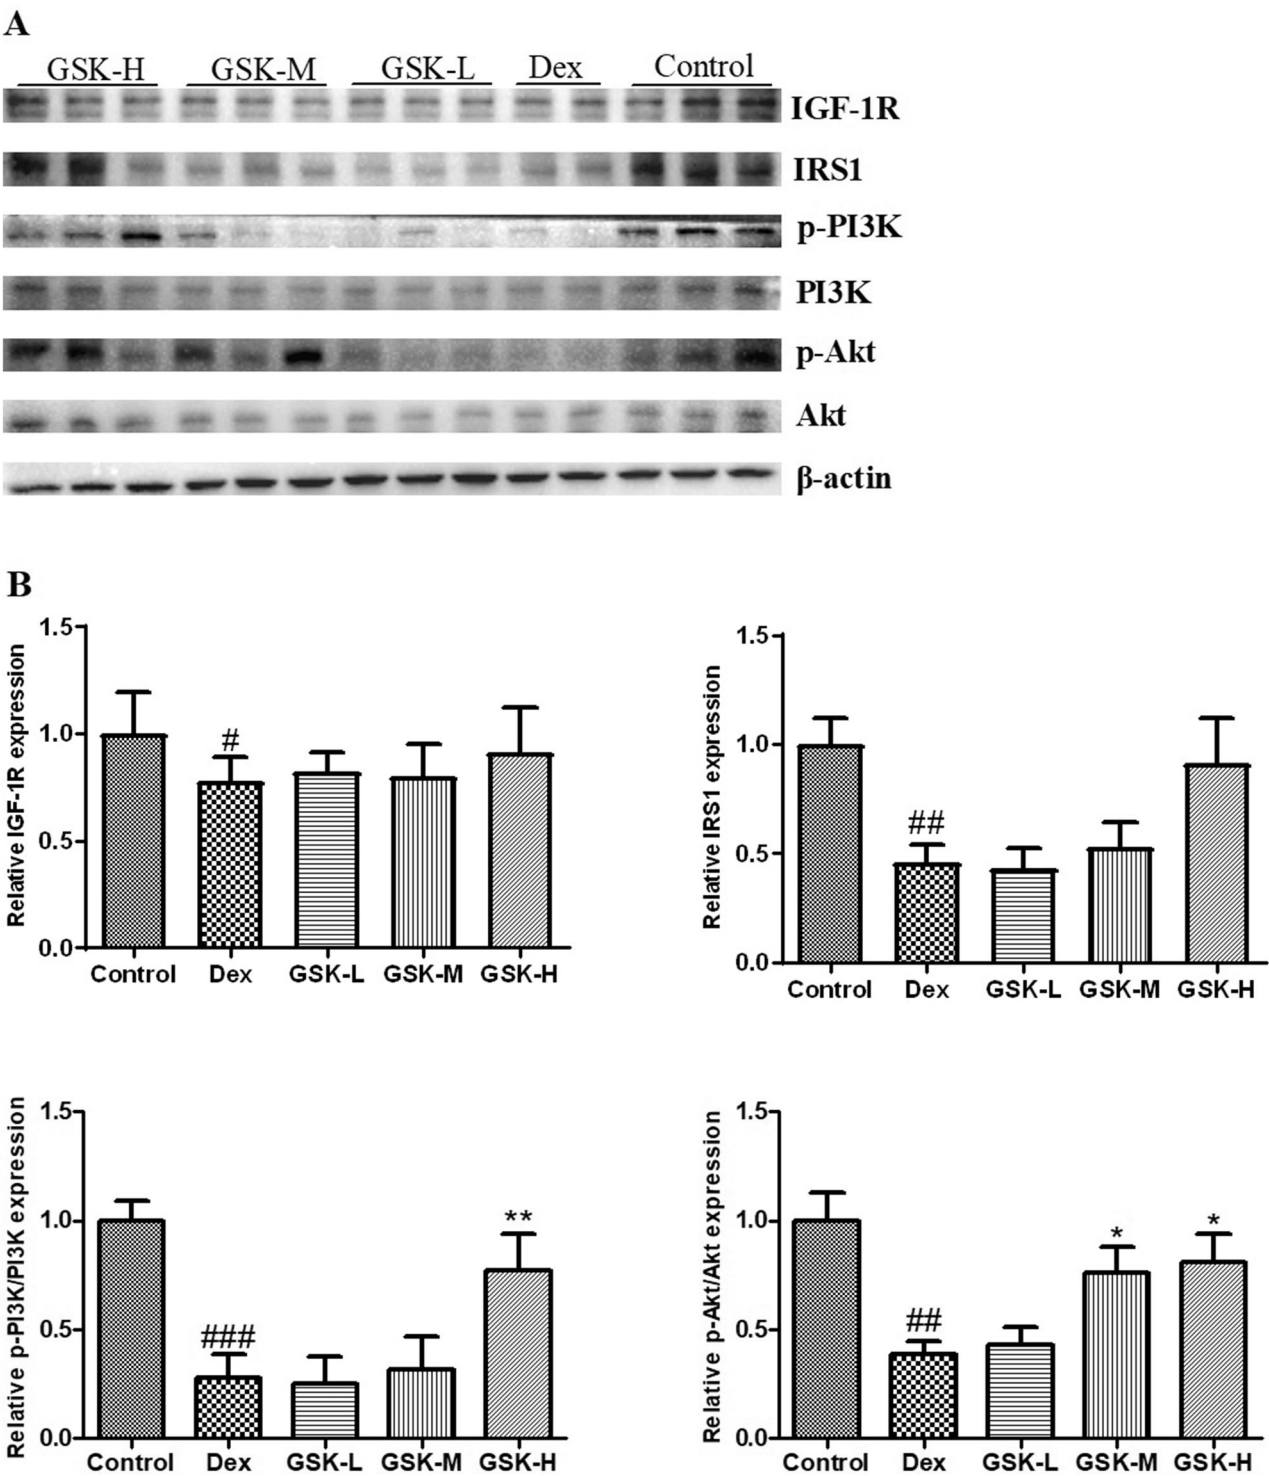 A
GSK-H GSK-M GSK-L Dex Control
IGF-1R
IRS1
p-PI3K
PI3K
p-Akt
Akt
β-actin
B
Relative IGF-1R expression
1.5
1.0
0.5
0.0
#
Control Dex GSK-L GSK-M GSK-H
Relative IRS1 expression
1.5
1.0
0.5
0.0
##
Control Dex GSK-L GSK-M GSK-H
Relative p-PI3K/PI3K expression
1.5
1.0
0.5
0.0
###
**
Control Dex GSK-L GSK-M GSK-H
Relative p-Akt/Akt expression
1.5
1.0
0.5
0.0
##
*
*
Control Dex GSK-L GSK-M GSK-H